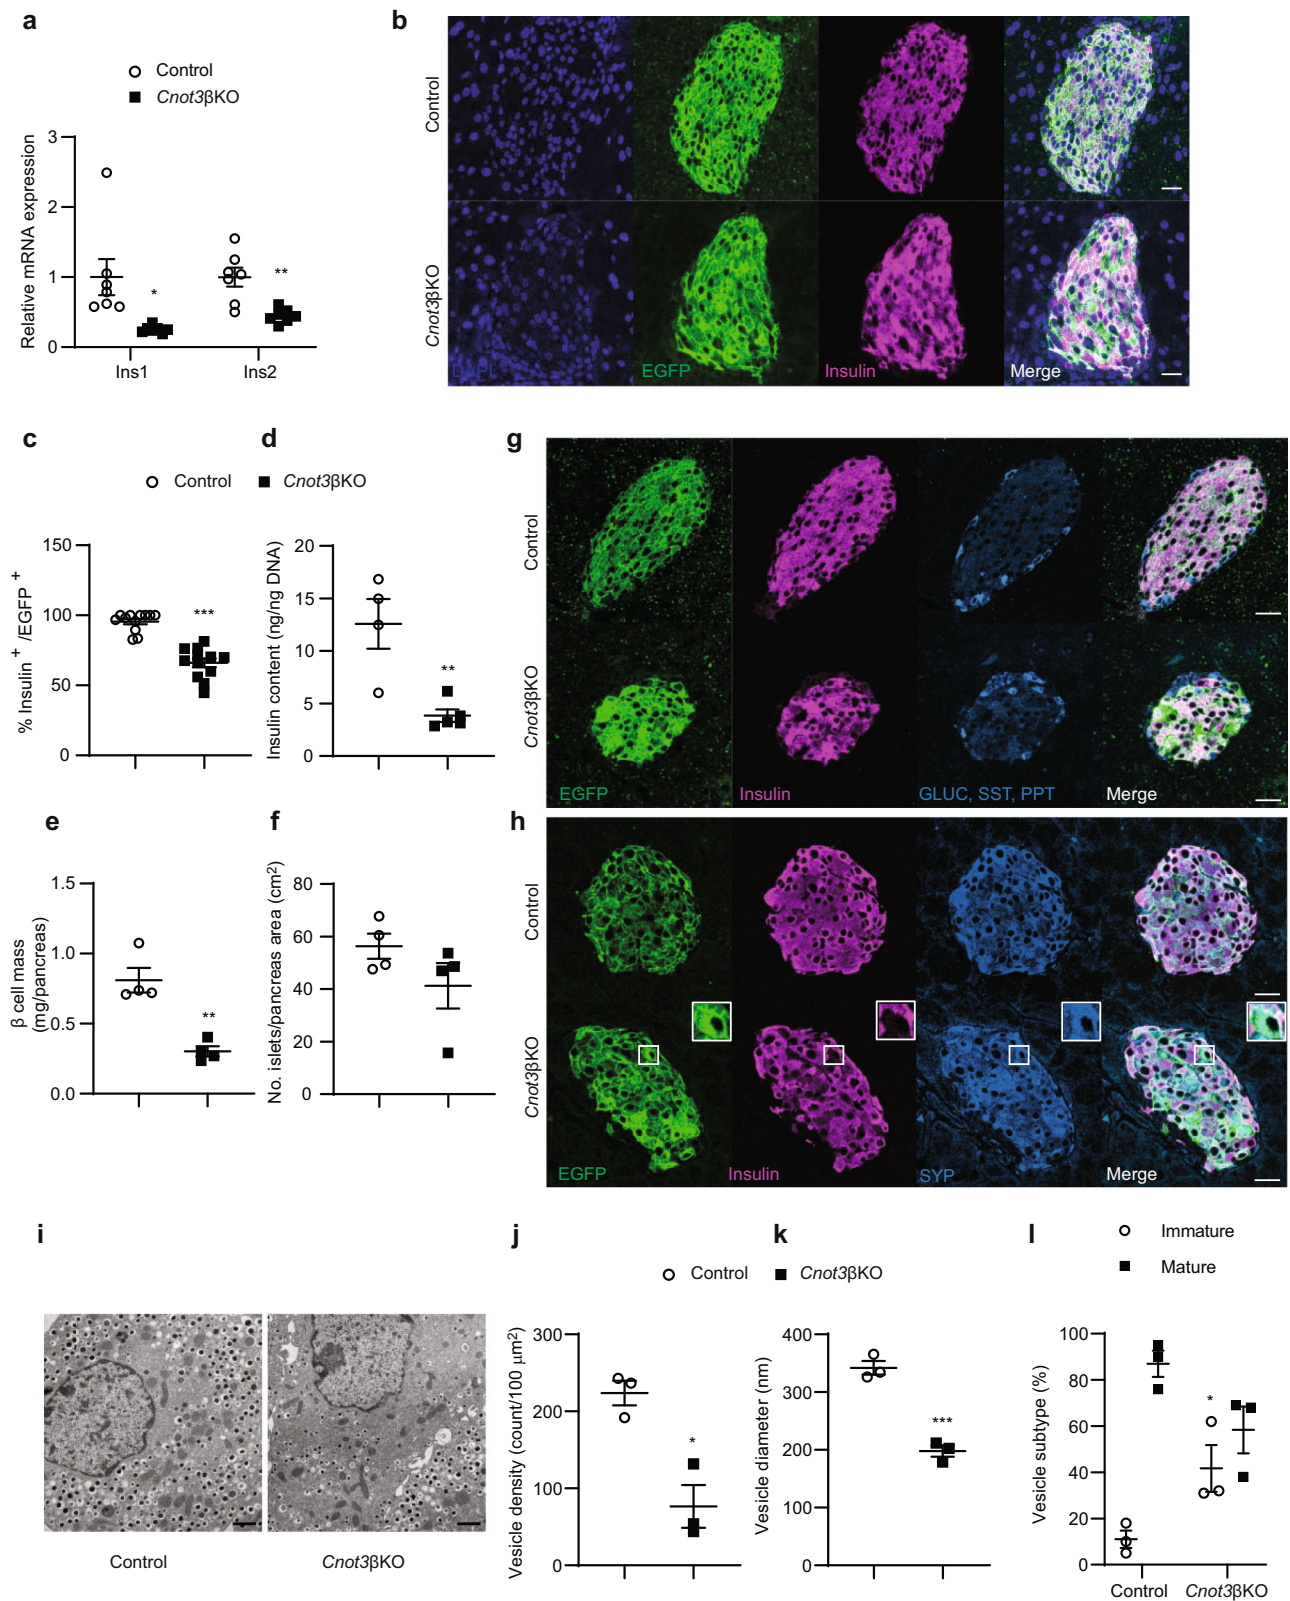 a
Control
Cnot3βKO
Relative mRNA expression
3
2
1
0
*
**
Ins1
Ins2
b
Control
Cnot3βKO
DAPI
EGFP
Insulin
Merge
c
d
Control
Cnot3βKO
% Insulin+/EGFP+
150
100
50
0
***
Insulin content (ng/ng DNA)
20
15
10
5
0
**
g
Control
Cnot3βKO
EGFP
Insulin
GLUC, SST, PPT
Merge
e
β cell mass
(mg/pancreas)
1.5
1.0
0.5
0.0
**
f
No. islets/pancreas area (cm²)
80
60
40
20
0
h
Control
Cnot3βKO
EGFP
Insulin
SYP
Merge
i
Control
Cnot3βKO
j
k
Control
Cnot3βKO
Vesicle density (count/100 μm²)
300
200
100
0
*
Vesicle diameter (nm)
400
300
200
100
0
***
l
Immature
Mature
Vesicle subtype (%)
100
80
60
40
20
0
*
Control
Cnot3βKO